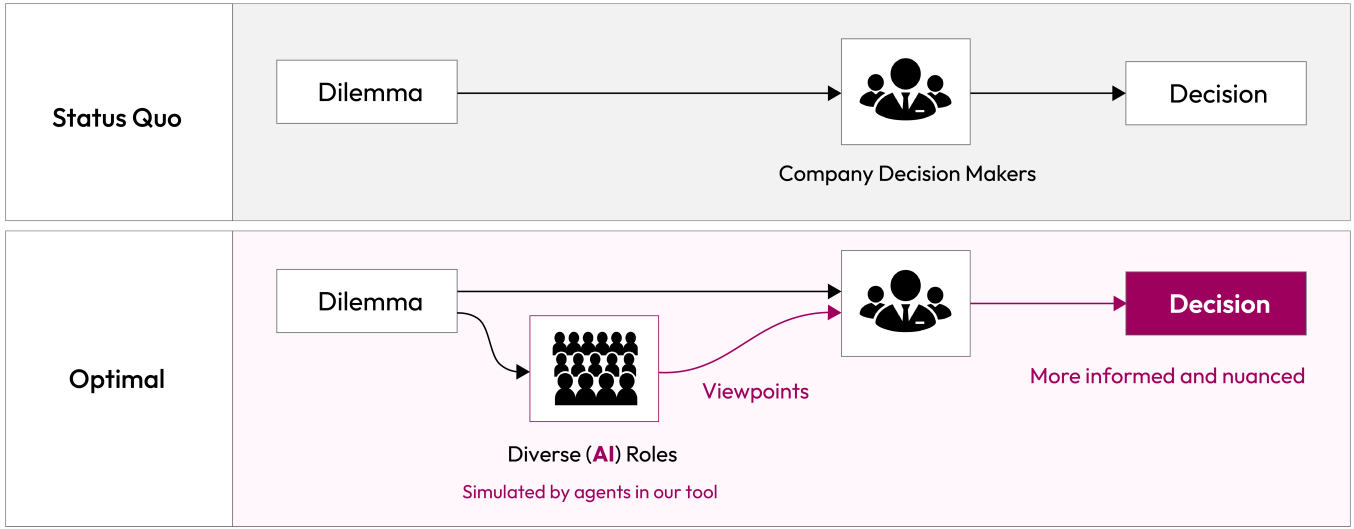 Status Quo
Dilemma
Company Decision Makers
Decision
Optimal
Dilemma
Diverse (AI) Roles
Simulated by agents in our tool
Viewpoints
Decision
More informed and nuanced